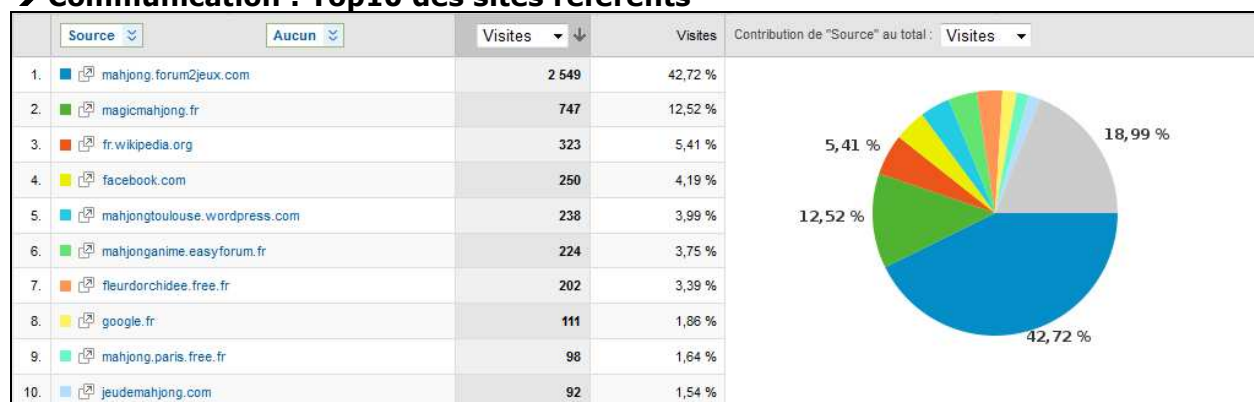 ➔ Communication : Top10 des sites référents
Source Aucun Visites Visites Contribution de "Source" au total : Visites
1. mahjong.forum2jeux.com 2 549 42,72 %
2. magicmahjong.fr 747 12,52 %
3. fr.wikipedia.org 323 5,41 %
4. facebook.com 250 4,19 %
5. mahjongtoulouse.wordpress.com 238 3,99 %
6. mahjonganime.easyforum.fr 224 3,75 %
7. fleurdorchidee.free.fr 202 3,39 %
8. google.fr 111 1,86 %
9. mahjong.paris.free.fr 98 1,64 %
10. jeudemahjong.com 92 1,54 %
18,99 %
5,41 %
12,52 %
42,72 %